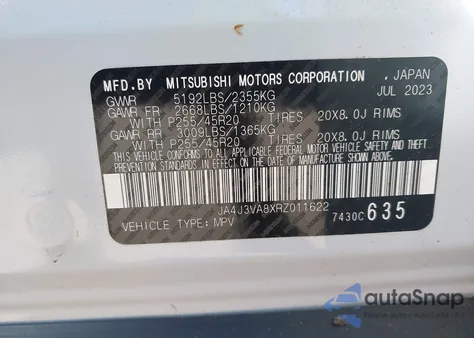 MFD.BY MITSUBISHI MOTORS CORPORATION, JAPAN
GVWR 5192LBS/2355KG JUL 2023
GAWR FR 2668LBS/1210KG
WITH P255/45R20 TIRES 20X8.0J RIMS
GAWR RR 3009LBS/1365KG
WITH P255/45R20 TIRES 20X8.0J RIMS
THIS VEHICLE CONFORMS TO ALL APPLICABLE FEDERAL MOTOR VEHICLE SAFETY, BUMPER, AND THEFT
PREVENTION STANDARDS IN EFFECT ON THE DATE OF MANUFACTURE SHOWN ABOVE.
JA4J3VA8XRZ011622
VEHICLE TYPE: MPV 7430C 635
autoSnap